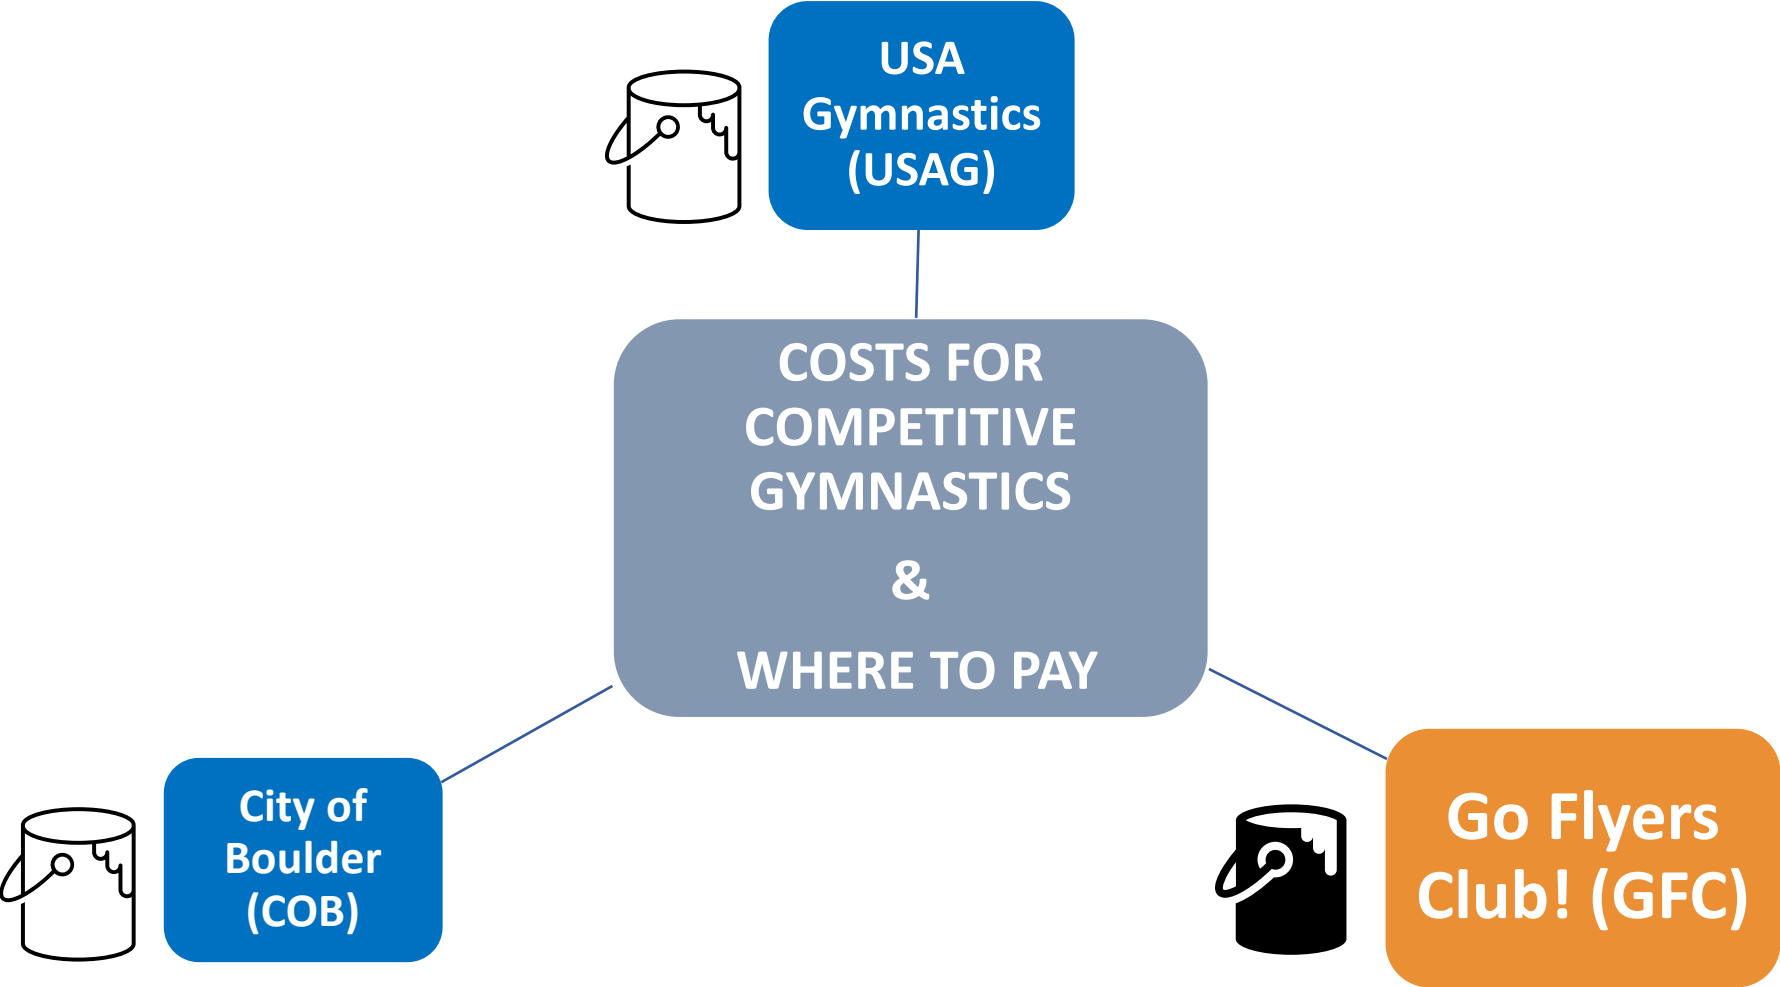 USA
Gymnastics
(USAG)
COSTS FOR
COMPETITIVE
GYMNASTICS
&
WHERE TO PAY
City of
Boulder
(COB)
Go Flyers
Club! (GFC)